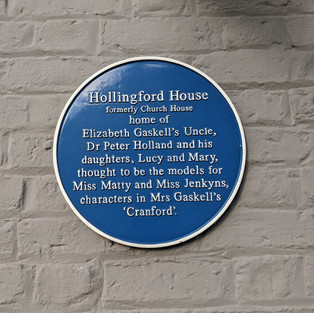 Hollingford House
formerly Church House
home of
Elizabeth Gaskell's Uncle,
Dr Peter Holland and his
daughters, Lucy and Mary,
thought to be the models for
Miss Matty and Miss Jenkyns,
characters in Mrs Gaskell's
'Cranford'.